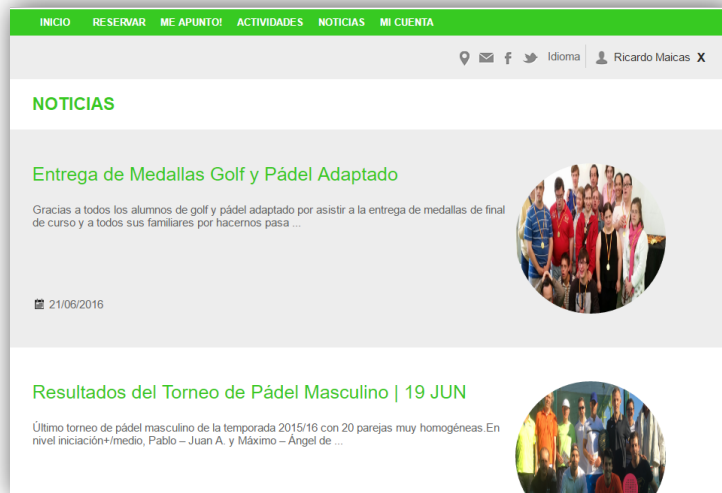 INICIO RESERVAR ME APUNTO! ACTIVIDADES NOTICIAS MI CUENTA
Idioma Ricardo Maicas X
NOTICIAS
Entrega de Medallas Golf y Pádel Adaptado
Gracias a todos los alumnos de golf y pádel adaptado por asistir a la entrega de medallas de final
de curso y a todos sus familiares por hacernos pasa ...
21/06/2016
Resultados del Torneo de Pádel Masculino | 19 JUN
Último torneo de pádel masculino de la temporada 2015/16 con 20 parejas muy homogéneas.En
nivel iniciación+/medio, Pablo – Juan A. y Máximo – Ángel de ...